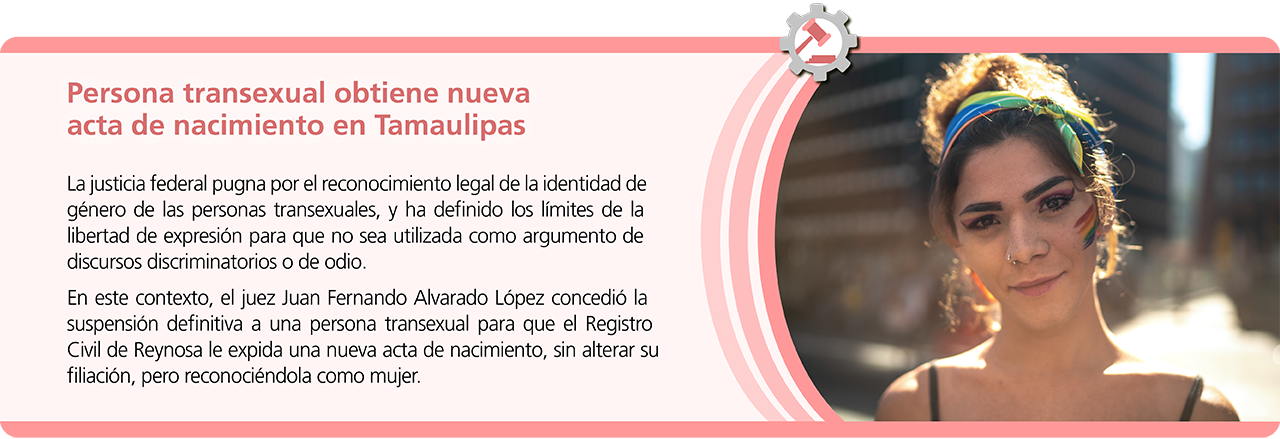 Persona transexual obtiene nueva
acta de nacimiento en Tamaulipas
La justicia federal pugna por el reconocimiento legal de la identidad de
género de las personas transexuales, y ha definido los límites de la
libertad de expresión para que no sea utilizada como argumento de
discursos discriminatorios o de odio.
En este contexto, el juez Juan Fernando Alvarado López concedió la
suspensión definitiva a una persona transexual para que el Registro
Civil de Reynosa le expida una nueva acta de nacimiento, sin alterar su
filiación, pero reconociéndola como mujer.